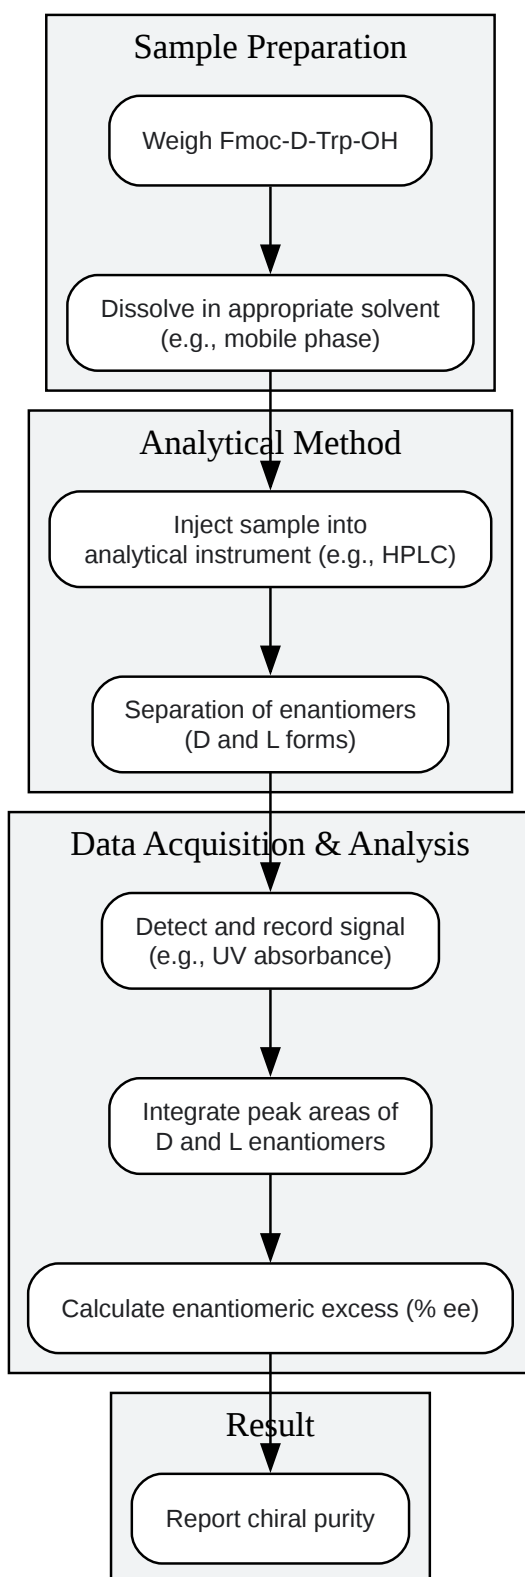 Sample Preparation
Weigh Fmoc-D-Trp-OH
Dissolve in appropriate solvent
(e.g., mobile phase)
Analytical Method
Inject sample into
analytical instrument (e.g., HPLC)
Separation of enantiomers
(D and L forms)
Data Acquisition & Analysis
Detect and record signal
(e.g., UV absorbance)
Integrate peak areas of
D and L enantiomers
Calculate enantiomeric excess (% ee)
Result
Report chiral purity